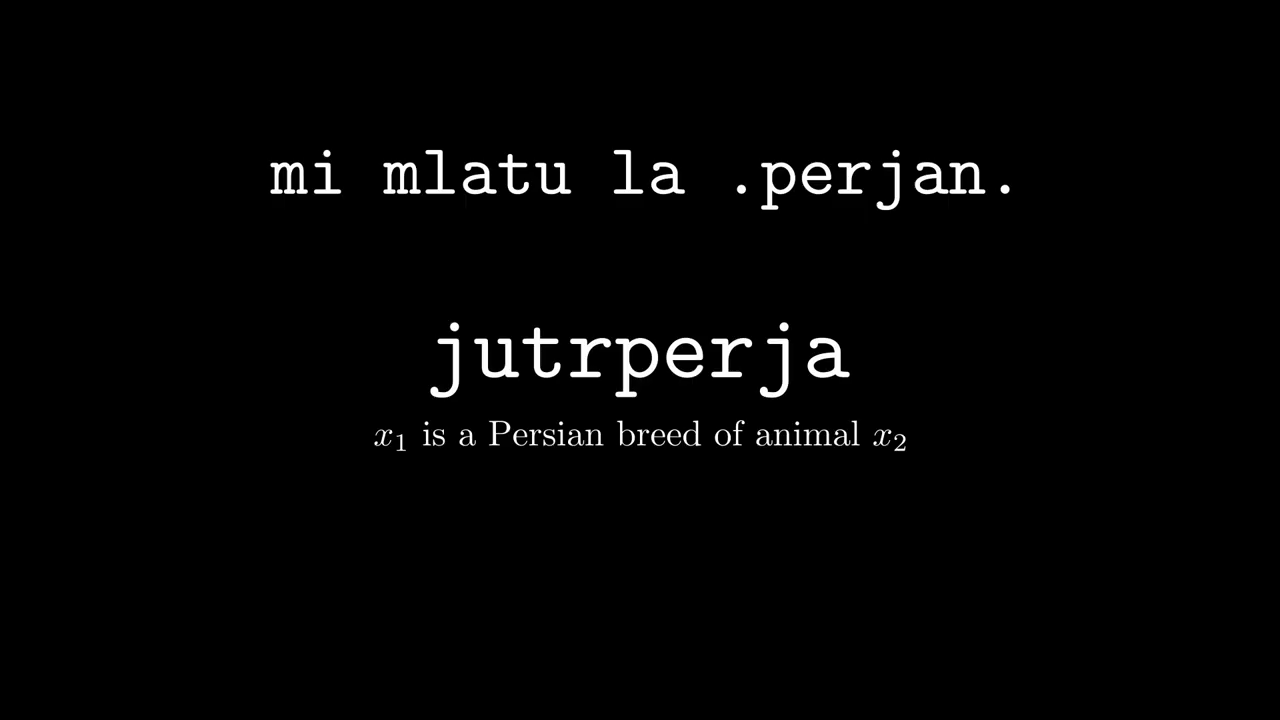 mi mlatu la .perjan.
jutrperja
x₁ is a Persian breed of animal x₂